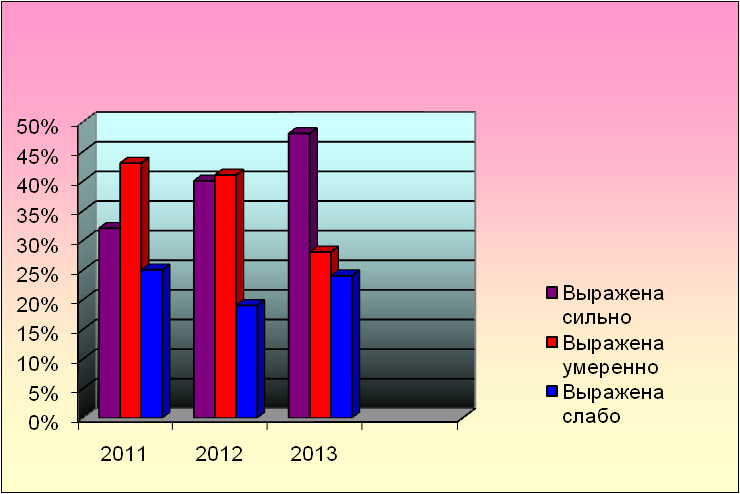 50%
45%
40%
35%
30%
25%
20%
15%
10%
5%
0%
2011 2012 2013
Выражена
сильно
Выражена
умеренно
Выражена
слабо